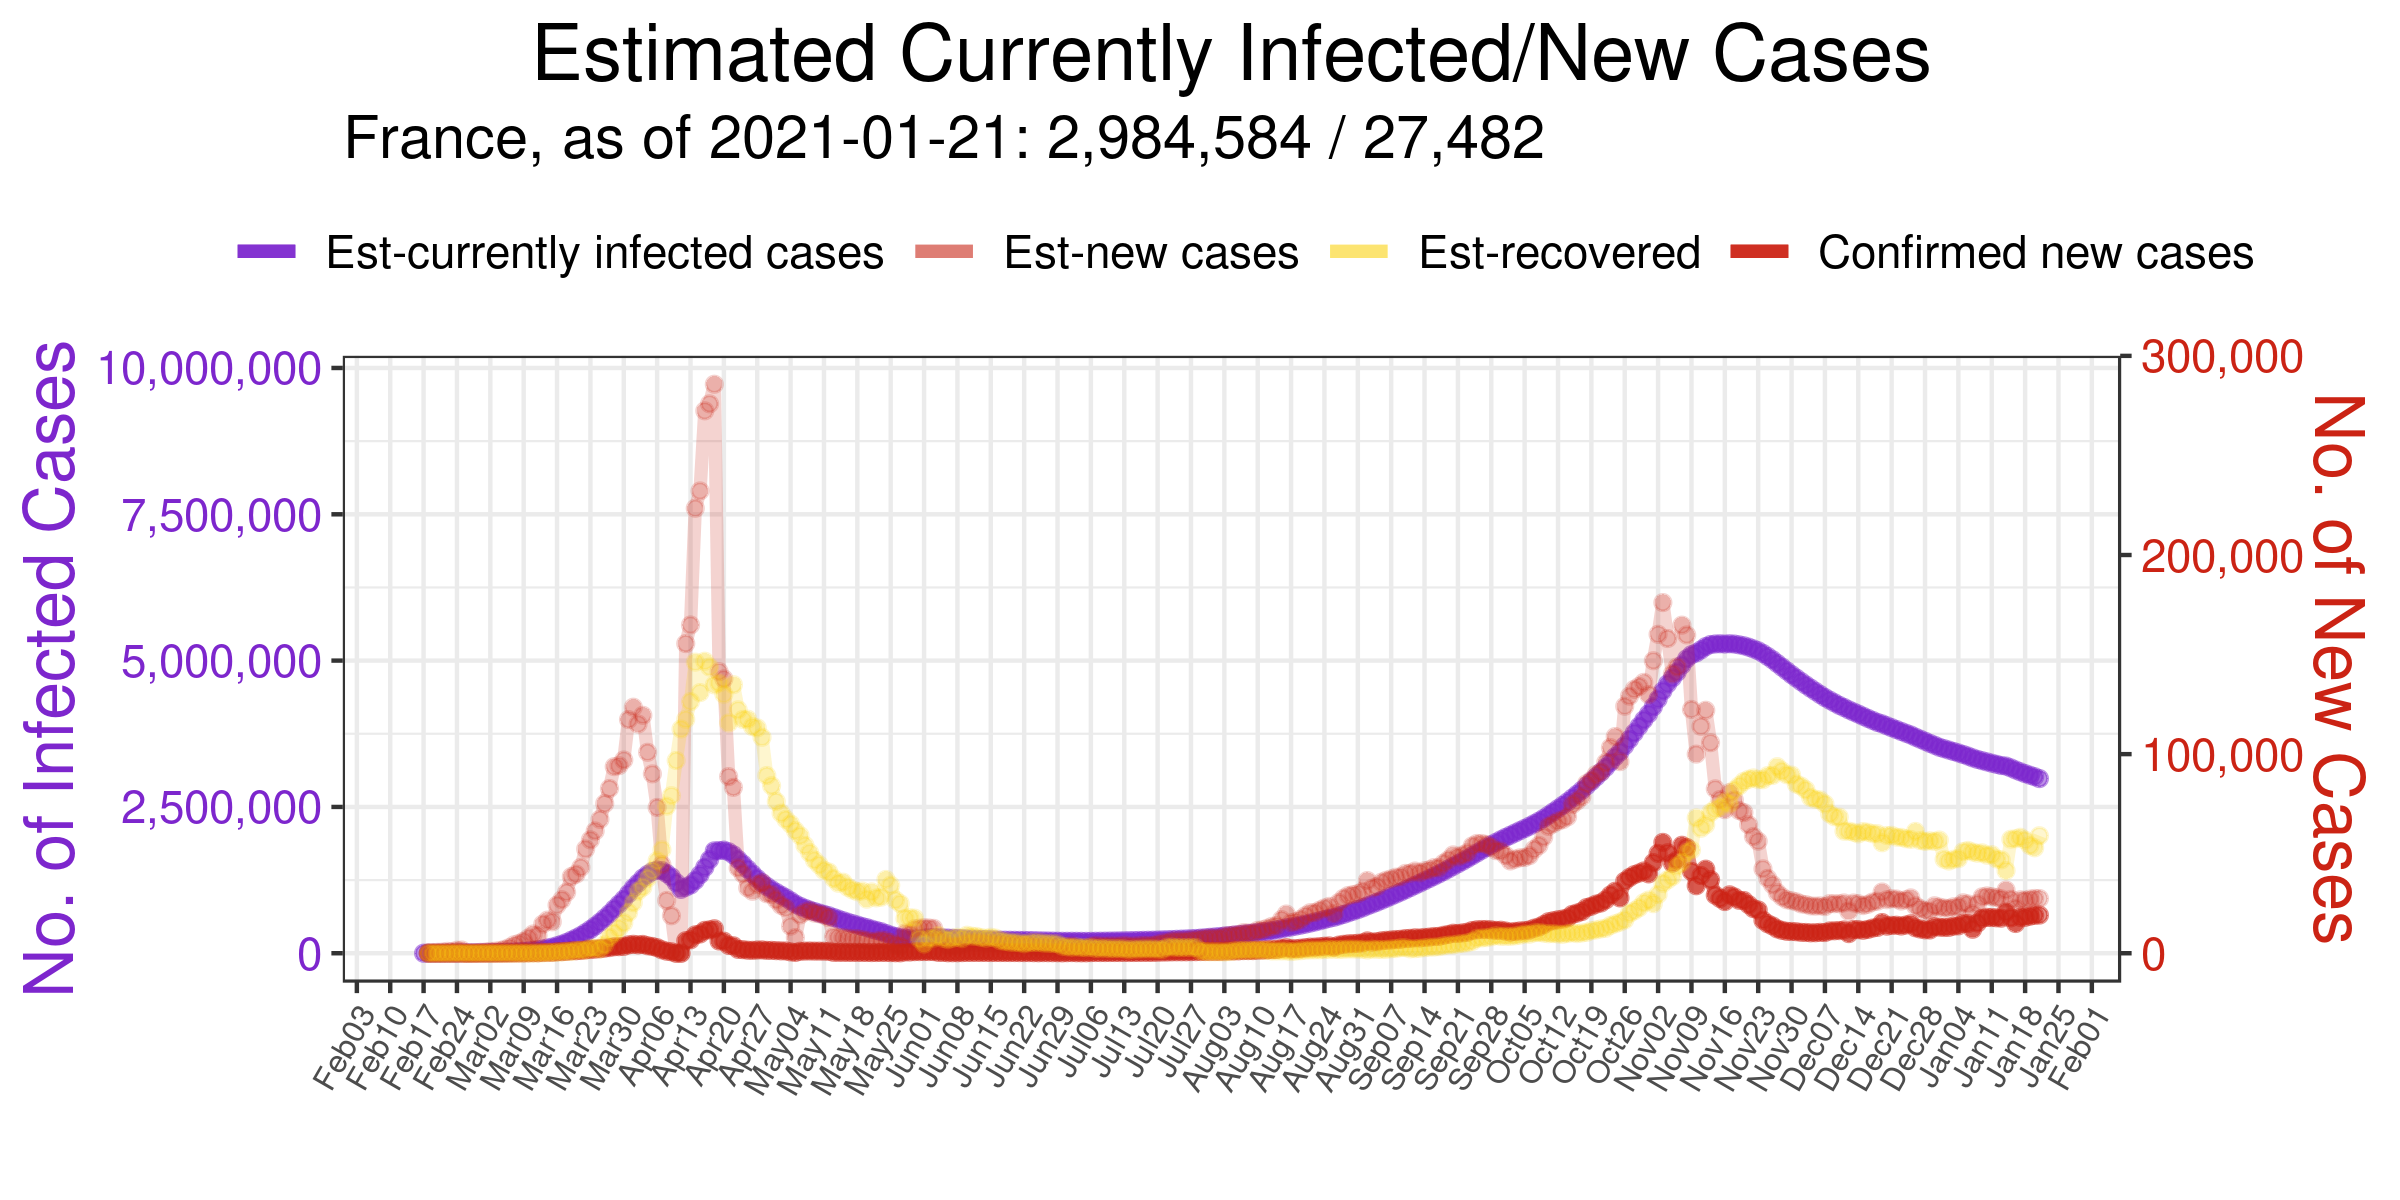 Estimated Currently Infected/New Cases
France, as of 2021-01-21: 2,984,584 / 27,482
Est-currently infected cases Est-new cases Est-recovered Confirmed new cases
No. of Infected Cases
10,000,000
7,500,000
5,000,000
2,500,000
0
300,000
200,000
100,000
0
No. of New Cases
Feb03 Feb10 Feb17 Feb24 Mar02 Mar09 Mar16 Mar23 Mar30 Apr06 Apr13 Apr20 Apr27 May04 May11 May18 May25 Jun01 Jun08 Jun15 Jun22 Jun29 Jul06 Jul13 Jul20 Jul27 Aug03 Aug10 Aug17 Aug24 Aug31 Sep07 Sep14 Sep21 Sep28 Oct05 Oct12 Oct19 Oct26 Nov02 Nov09 Nov16 Nov23 Nov30 Dec07 Dec14 Dec21 Dec28 Jan04 Jan11 Jan18 Jan25 Feb01